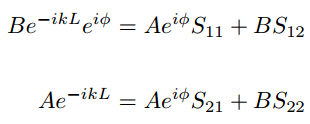 Be^{-ikL}e^{iϕ} = Ae^{iϕ}S_{11} + BS_{12}
Ae^{-ikL} = Ae^{iϕ}S_{21} + BS_{22}